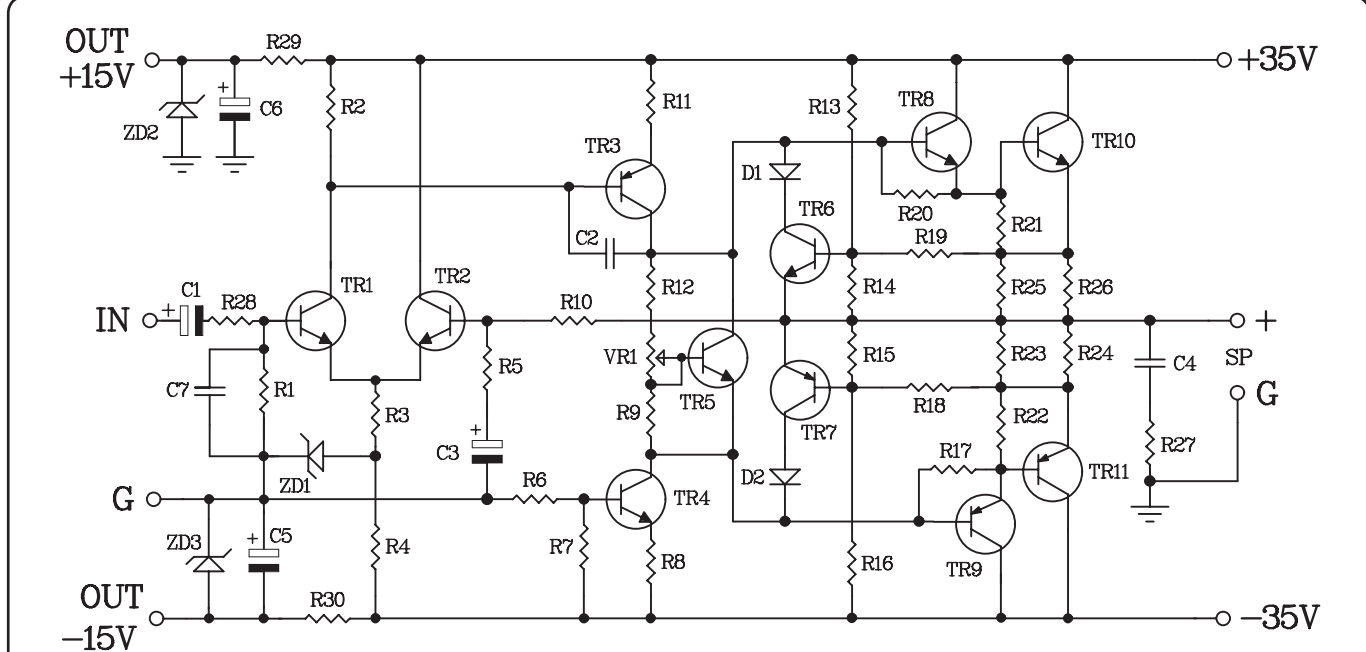 OUT
+15V
R29
+35V
ZD2
+
C6
R2
R11
R13
TR8
TR3
TR10
D1
TR6
R20
R21
C2
R19
TR1
TR2
R12
R14
R25
R26
IN
+
C1
R28
R10
+
SP
G
VR1
R15
R23
R24
C4
R5
C7
R1
TR5
TR7
R18
R3
R9
R22
+
C3
R17
R27
ZD1
D2
TR11
G
R6
TR4
ZD3
+
C5
R4
R7
R8
R16
TR9
OUT
-15V
R30
-35V